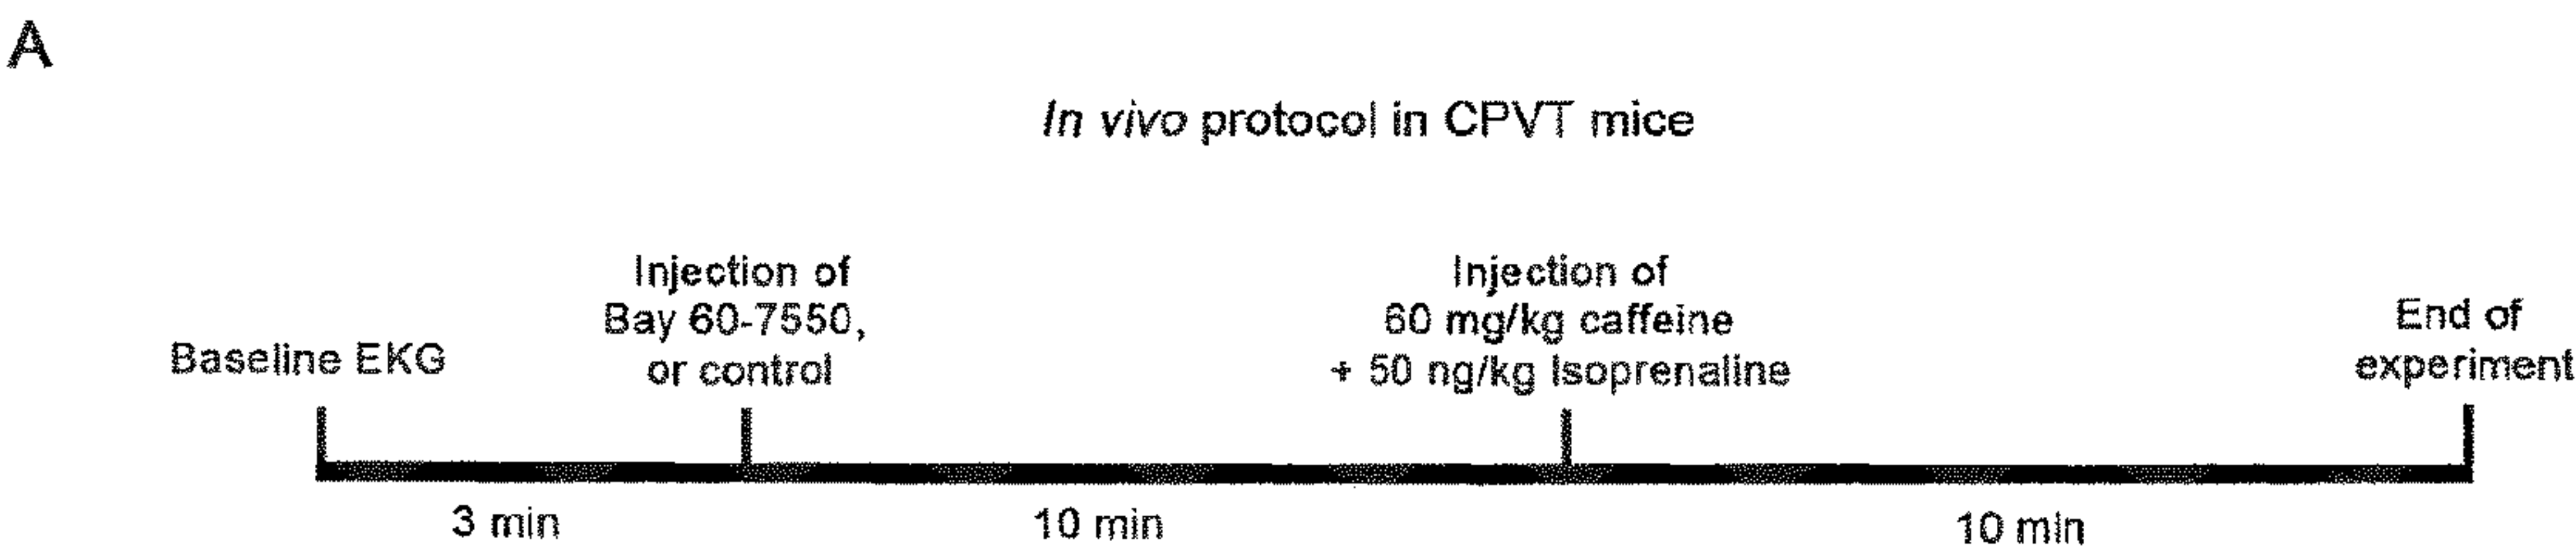 A
In vivo protocol in CPVT mice
Baseline EKG
Injection of
Bay 60-7550,
or control
Injection of
60 mg/kg caffeine
+ 50 ng/kg Isoprenaline
End of
experiment
3 min
10 min
10 min